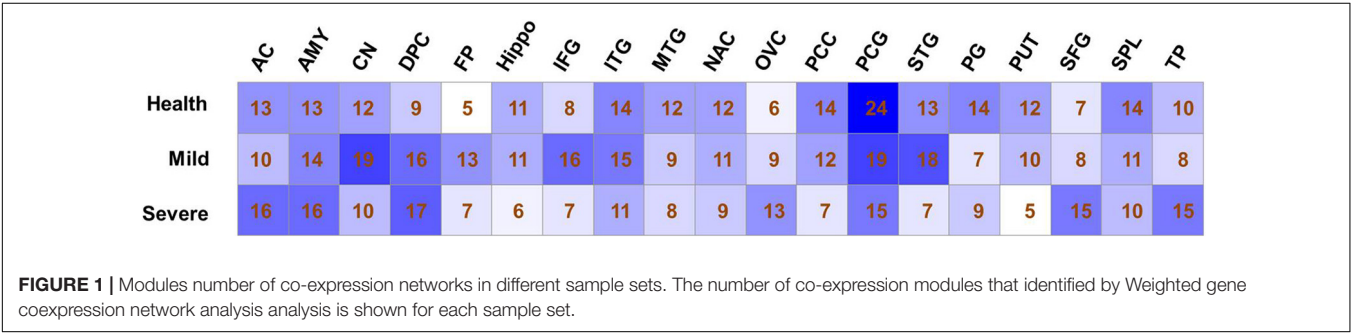 AC AMY CN DPC FP Hippo IFG ITG MTG NAC OVC PCC PCG STG PG PUT SFG SPL TP
Health 13 13 12 9 5 11 8 14 12 12 6 14 24 13 14 12 7 14 10
Mild 10 14 19 16 13 11 16 15 9 11 9 12 19 18 7 10 8 11 8
Severe 16 16 10 17 7 6 7 11 8 9 13 7 15 7 9 5 15 10 15
FIGURE 1 | Modules number of co-expression networks in different sample sets. The number of co-expression modules that identified by Weighted gene
coexpression network analysis analysis is shown for each sample set.